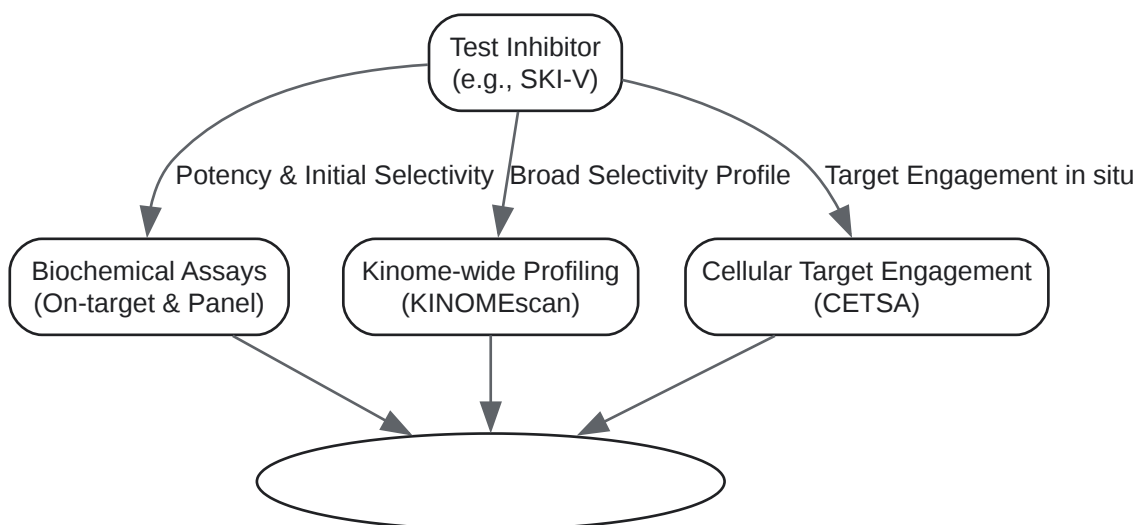 Test Inhibitor
(e.g., SKI-V)
Potency & Initial Selectivity
Broad Selectivity Profile
Target Engagement in situ
Biochemical Assays
(On-target & Panel)
Kinome-wide Profiling
(KINOMEscan)
Cellular Target Engagement
(CETSA)